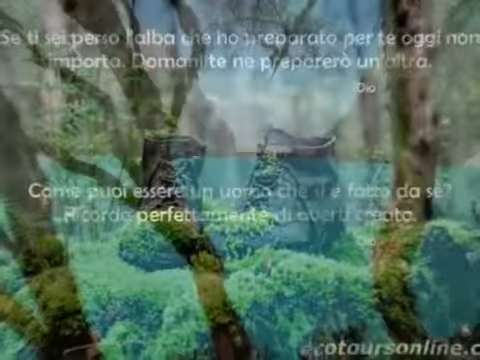 Se ti sei perso l'alba che ho preparato per te oggi non
importa. Domani te ne preparerò un'altra.
Dio
Come puoi essere un uomo che si è fatto da sé?
Ricordo perfettamente di averti creato.
ecotoursonline.c